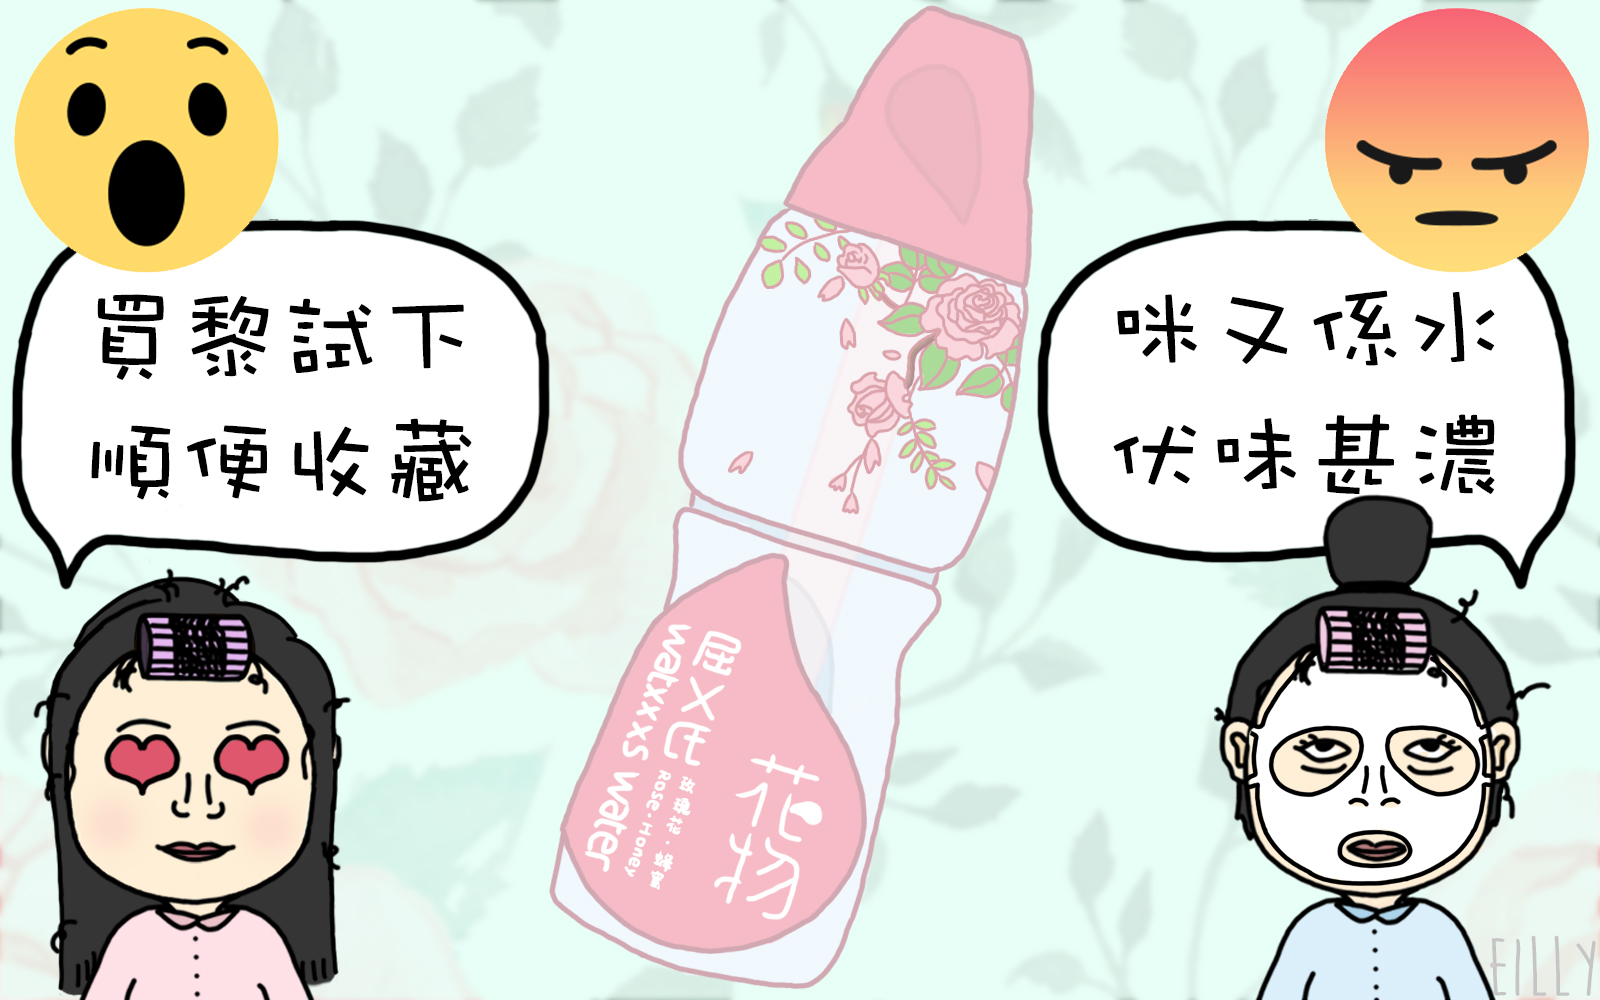 買黎試下
順便收藏
咪又係水
伏味甚濃
屈X氏
watxxxs water
玫瑰花·蜂蜜
Rose·Honey
花物
EILLY